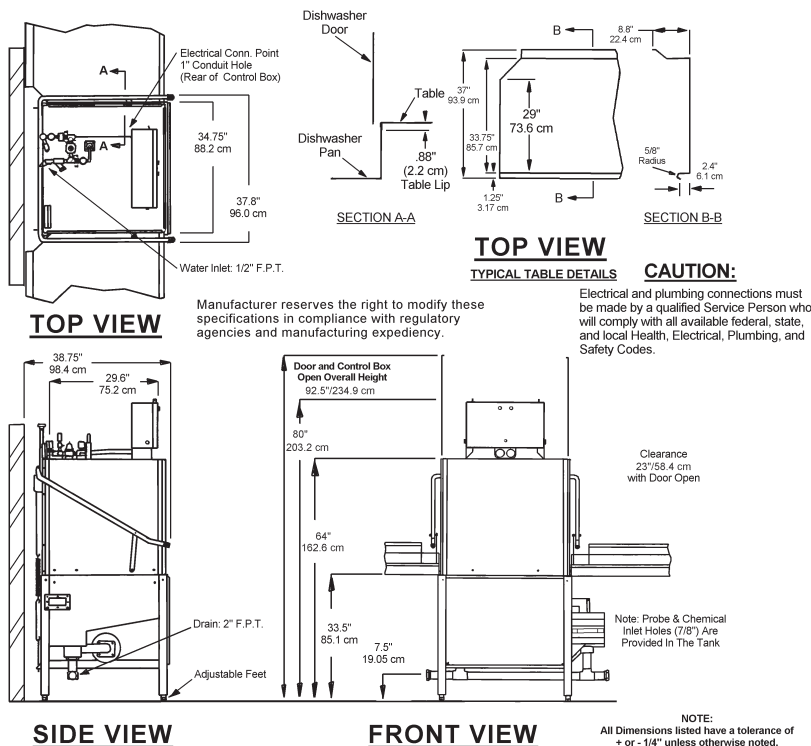 Electrical Conn. Point
1" Conduit Hole
(Rear of Control Box)
A
A
34.75"
88.2 cm
37.8"
96.0 cm
Water Inlet: 1/2" F.P.T.
TOP VIEW
Dishwasher
Door
Table
Dishwasher
Pan
.88"
(2.2 cm)
Table Lip
SECTION A-A
B
8.8"
22.4 cm
37"
93.9 cm
33.75"
85.7 cm
29"
73.6 cm
5/8"
Radius
2.4"
6.1 cm
1.25"
3.17 cm
B
SECTION B-B
TOP VIEW
TYPICAL TABLE DETAILS
CAUTION:
Electrical and plumbing connections must
be made by a qualified Service Person who
will comply with all available federal, state,
and local Health, Electrical, Plumbing, and
Safety Codes.
Manufacturer reserves the right to modify these
specifications in compliance with regulatory
agencies and manufacturing expediency.
38.75"
98.4 cm
29.6"
75.2 cm
Drain: 2" F.P.T.
Adjustable Feet
SIDE VIEW
Door and Control Box
Open Overall Height
92.5"/234.9 cm
80"
203.2 cm
64"
162.6 cm
33.5"
85.1 cm
7.5"
19.05 cm
Clearance
23"/58.4 cm
with Door Open
Note: Probe & Chemical
Inlet Holes (7/8") Are
Provided In The Tank
FRONT VIEW
NOTE:
All Dimensions listed have a tolerance of
+ or - 1/4" unless otherwise noted.